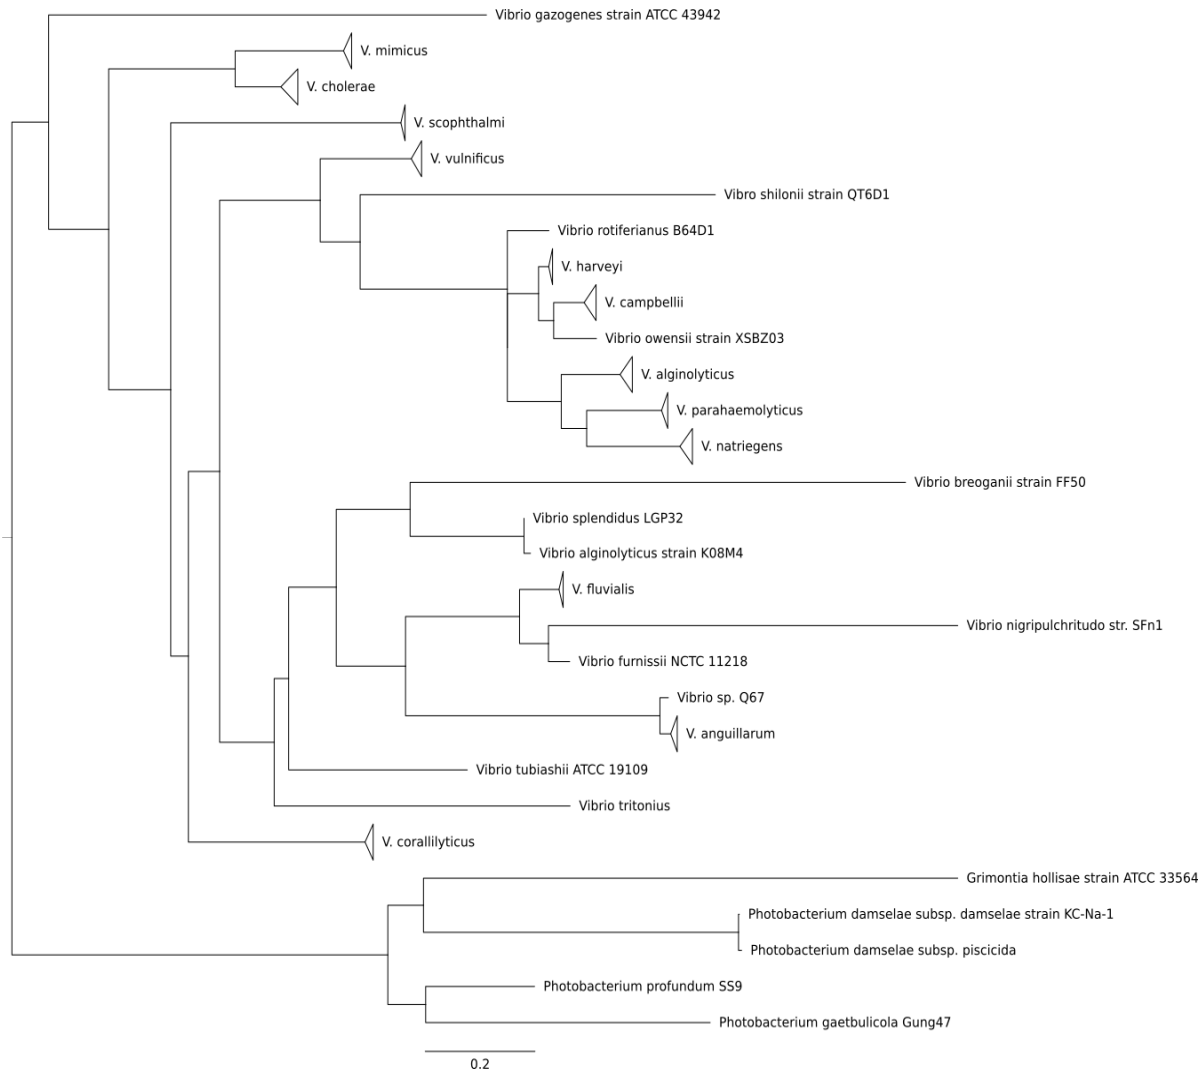 Vibrio gazogenes strain ATCC 43942
V. mimicus
V. cholerae
V. scophthalmi
V. vulnificus
Vibro shilonii strain QT6D1
Vibrio rotiferianus B64D1
V. harveyi
V. campbellii
Vibrio owensii strain XSBZ03
V. alginolyticus
V. parahaemolyticus
V. natriegens
Vibrio breoganii strain FF50
Vibrio splendidus LGP32
Vibrio alginolyticus strain K08M4
V. fluvialis
Vibrio nigripulchritudo str. SFn1
Vibrio furnissii NCTC 11218
Vibrio sp. Q67
V. anguillarum
Vibrio tubiashii ATCC 19109
Vibrio tritonius
V. corallilyticus
Grimontia hollisae strain ATCC 33564
Photobacterium damselae subsp. damselae strain KC-Na-1
Photobacterium damselae subsp. piscicida
Photobacterium profundum SS9
Photobacterium gaetbulicola Gung47
0.2